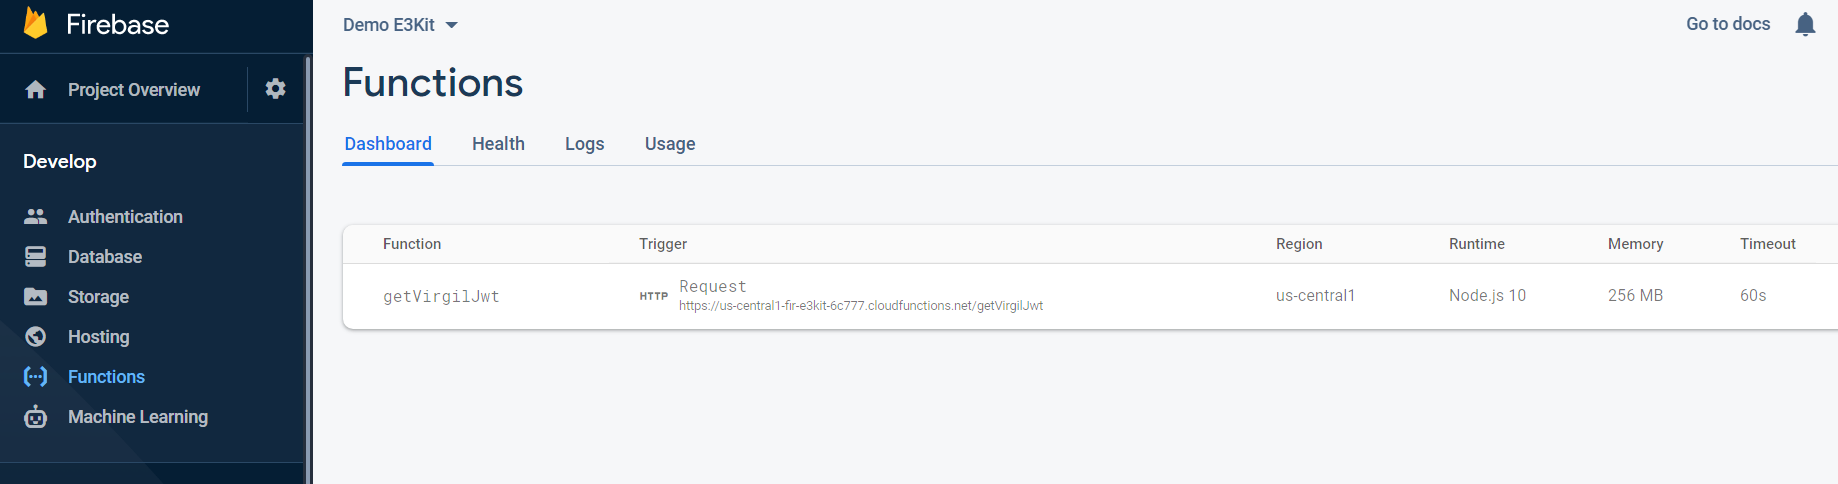 Firebase
Project Overview
Develop
Authentication
Database
Storage
Hosting
Functions
Machine Learning
Demo E3Kit
Go to docs
Functions
Dashboard Health Logs Usage
Function Trigger Region Runtime Memory Timeout
getVirgilJwt HTTP Request us-central1 Node.js 10 256 MB 60s
https://us-central1-fir-e3kit-6c777.cloudfunctions.net/getVirgilJwt